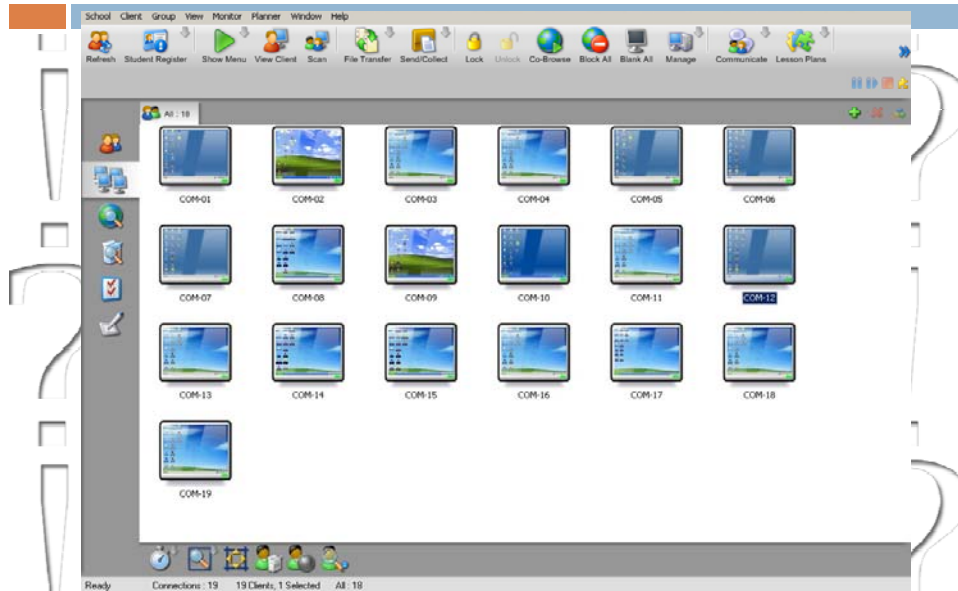 School Client Group View Monitor Planner Window Help
Refresh Student Register Show Menu View Client Scan File Transfer Send/Collect Lock Unlock Co-Browse Block All Blank All Manage Communicate Lesson Plans
All : 18
COM-01 COM-02 COM-03 COM-04 COM-05 COM-06
COM-07 COM-08 COM-09 COM-10 COM-11 COM-12
COM-13 COM-14 COM-15 COM-16 COM-17 COM-18
COM-19
Ready Connections : 19 19 Clients, 1 Selected All : 18